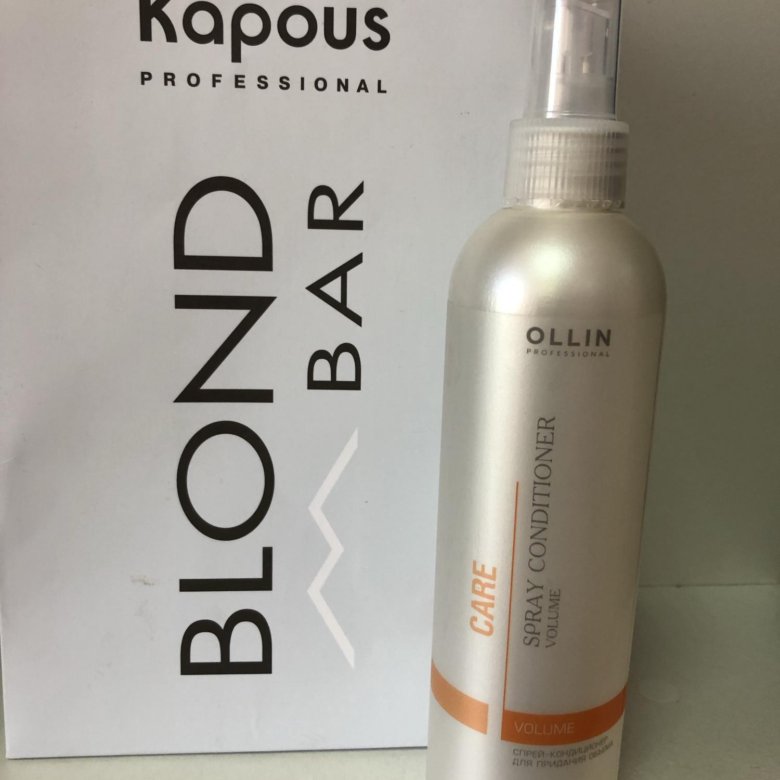 Kapous
PROFESSIONAL
BLOND
BAR
OLLIN
PROFESSIONAL
CARE
SPRAY CONDITIONER
VOLUME
VOLUME
СПРЕЙ-КОНДИЦИОНЕР
ДЛЯ ПРИДАНИЯ ОБЪЕМА